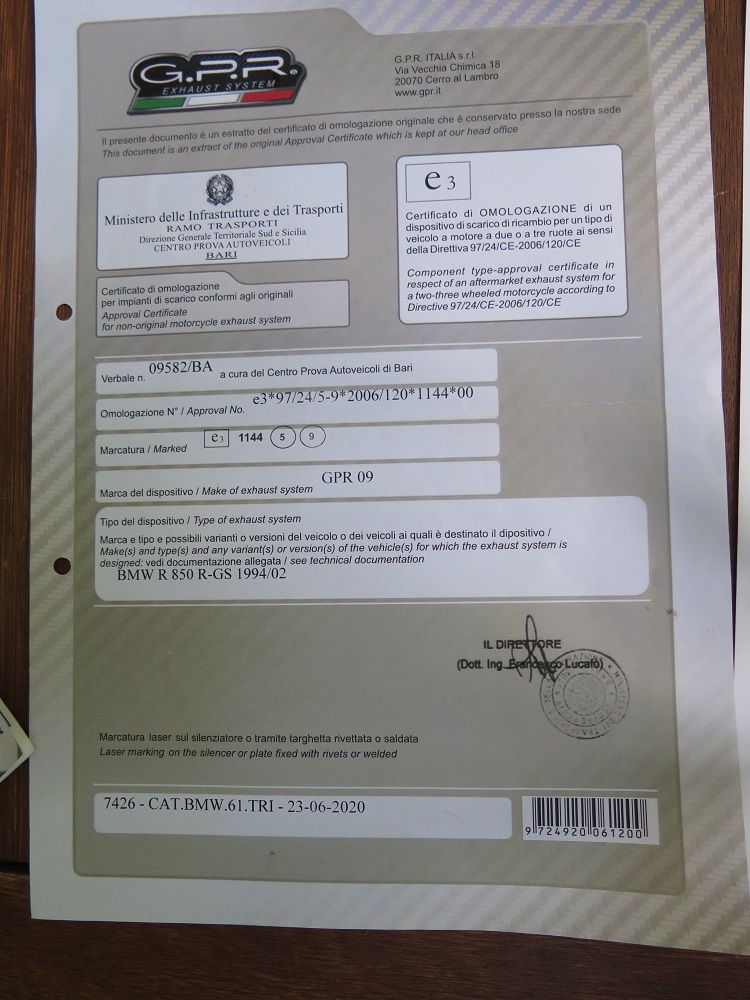 G.P.R.
EXHAUST SYSTEM
G.P.R. ITALIA s.r.l.
Via Vecchia Chimica 18
20070 Cerro al Lambro
www.gpr.it
Il presente documento è un estratto del certificato di omologazione originale che è conservato presso la nostra sede
This document is an extract of the original Approval Certificate which is kept at our head office
Ministero delle Infrastrutture e dei Trasporti
RAMO TRASPORTI
Direzione Generale Territoriale Sud e Sicilia
CENTRO PROVA AUTOVEICOLI
BARI
Certificato di omologazione
per impianti di scarico conformi agli originali
Approval Certificate
for non-original motorcycle exhaust system
e 3
Certificato di OMOLOGAZIONE di un
dispositivo di scarico di ricambio per un tipo di
veicolo a motore a due o a tre ruote ai sensi
della Direttiva 97/24/CE-2006/120/CE
Component type-approval certificate in
respect of an aftermarket exhaust system for
a two-three wheeled motorcycle according to
Directive 97/24/CE-2006/120/CE
Verbale n. 09582/BA a cura del Centro Prova Autoveicoli di Bari
Omologazione N° / Approval No. e3*97/24/5-9*2006/120*1144*00
Marcatura / Marked e3 1144 5 9
Marca del dispositivo / Make of exhaust system GPR 09
Tipo del dispositivo / Type of exhaust system
Marca e tipo e possibili varianti o versioni del veicolo o dei veicoli ai quali è destinato il dipositivo /
Make(s) and type(s) and any variant(s) or version(s) of the vehicle(s) for which the exhaust system is
designed: vedi documentazione allegata / see technical documentation
BMW R 850 R-GS 1994/02
IL DIRETTORE
(Dott. Ing. Francesco Lucafò)
Marcatura laser sul silenziatore o tramite targhetta rivettata o saldata
Laser marking on the silencer or plate fixed with rivets or welded
7426 - CAT.BMW.61.TRI - 23-06-2020
9 724920 061200